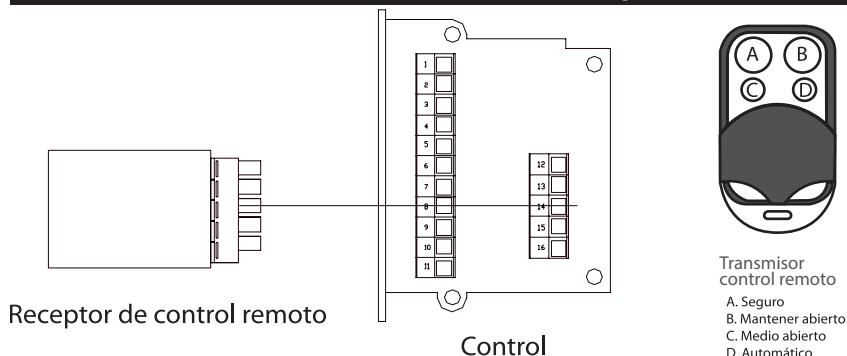 1
2
3
4
5
6
7
8
9
10
11
12
13
14
15
16
A
B
C
D
Receptor de control remoto
Control
Transmisor
control remoto
A. Seguro
B. Mantener abierto
C. Medio abierto
D. Automático